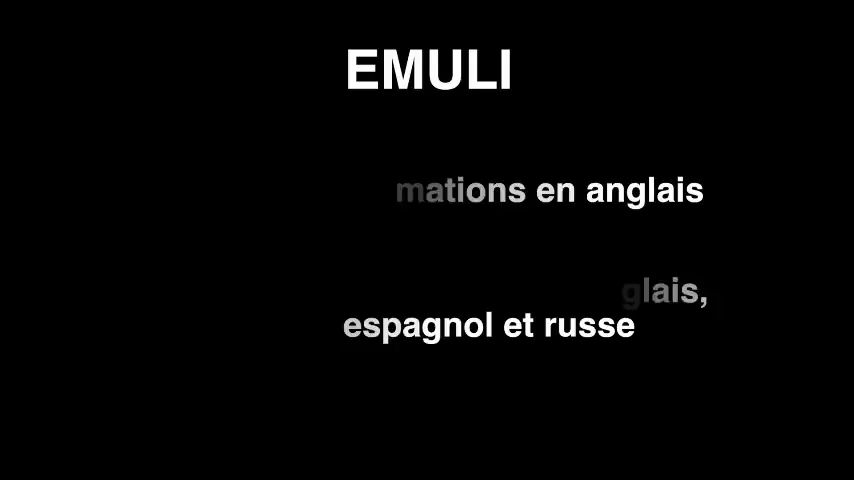 EMULI
mations en anglais
glais,
espagnol et russe